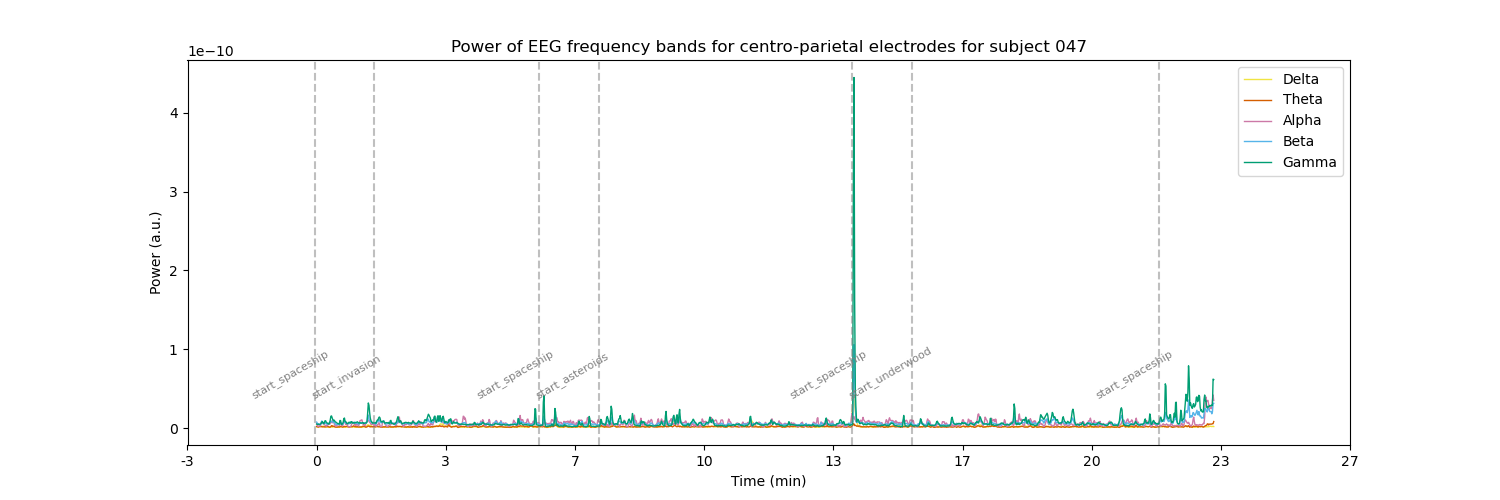 Power of EEG frequency bands for centro-parietal electrodes for subject 047
1e−10
Delta
Theta
Alpha
Beta
Gamma
4
3
2
1
0
Power (a.u.)
start_spaceship
start_invasion
start_spaceship
start_asteroids
start_spaceship
start_underwood
start_spaceship
-3
0
3
7
10
13
17
20
23
27
Time (min)